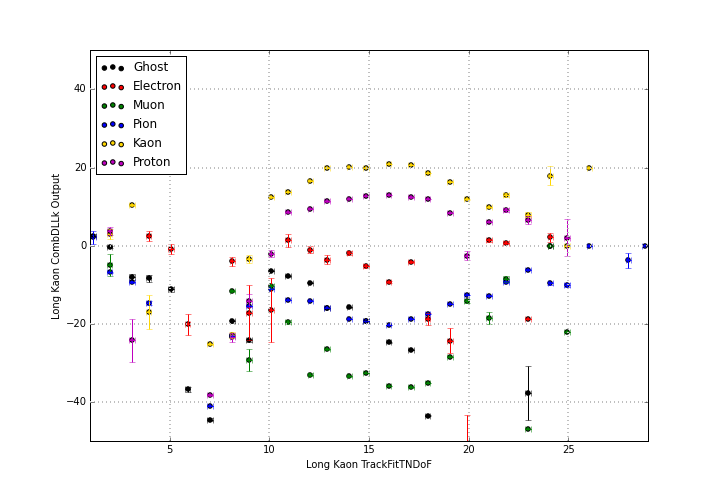 Ghost
Electron
Muon
Pion
Kaon
Proton
40
20
0
−20
−40
Long Kaon CombDLLk Output
5
10
15
20
25
Long Kaon TrackFitTNDoF